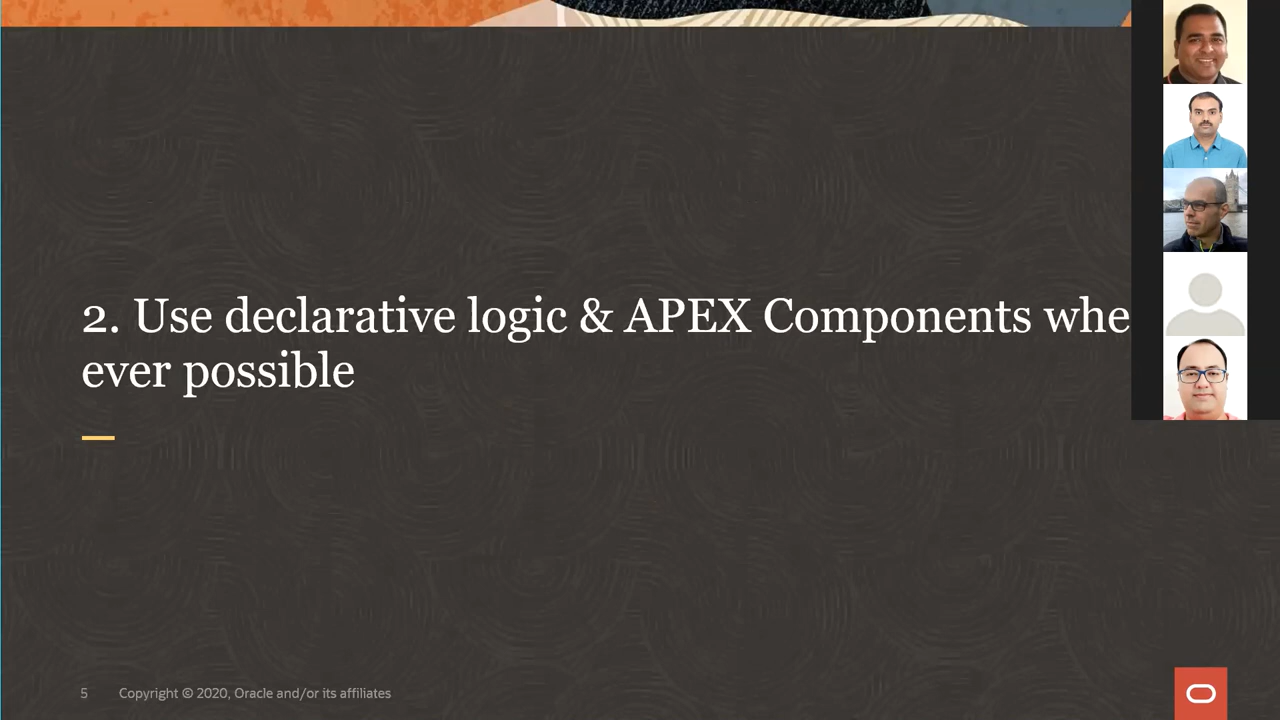 2. Use declarative logic & APEX Components whe
ever possible
5 Copyright © 2020, Oracle and/or its affiliates